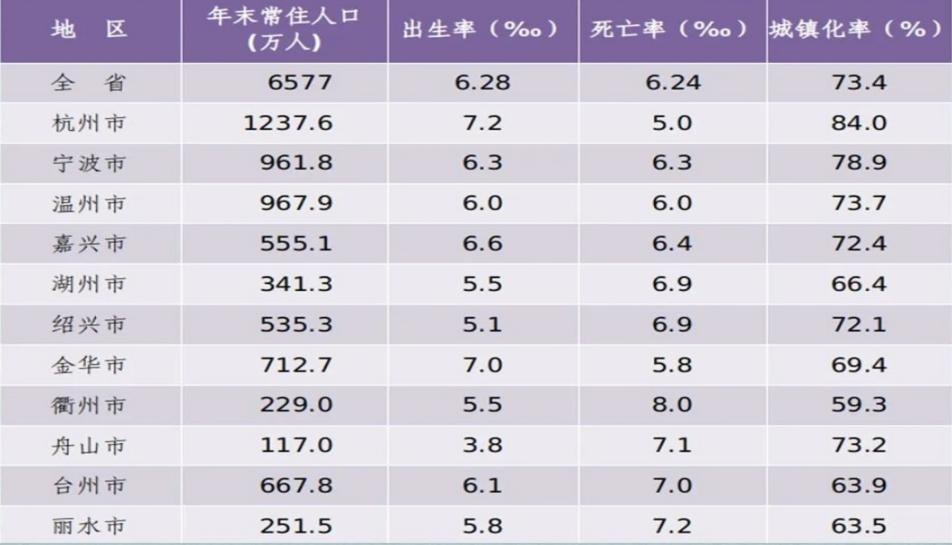 地 区 年末常住人口 (万人) 出生率(‰) 死亡率(‰) 城镇化率(%)
全 省 6577 6.28 6.24 73.4
杭州市 1237.6 7.2 5.0 84.0
宁波市 961.8 6.3 6.3 78.9
温州市 967.9 6.0 6.0 73.7
嘉兴市 555.1 6.6 6.4 72.4
湖州市 341.3 5.5 6.9 66.4
绍兴市 535.3 5.1 6.9 72.1
金华市 712.7 7.0 5.8 69.4
衢州市 229.0 5.5 8.0 59.3
舟山市 117.0 3.8 7.1 73.2
台州市 667.8 6.1 7.0 63.9
丽水市 251.5 5.8 7.2 63.5